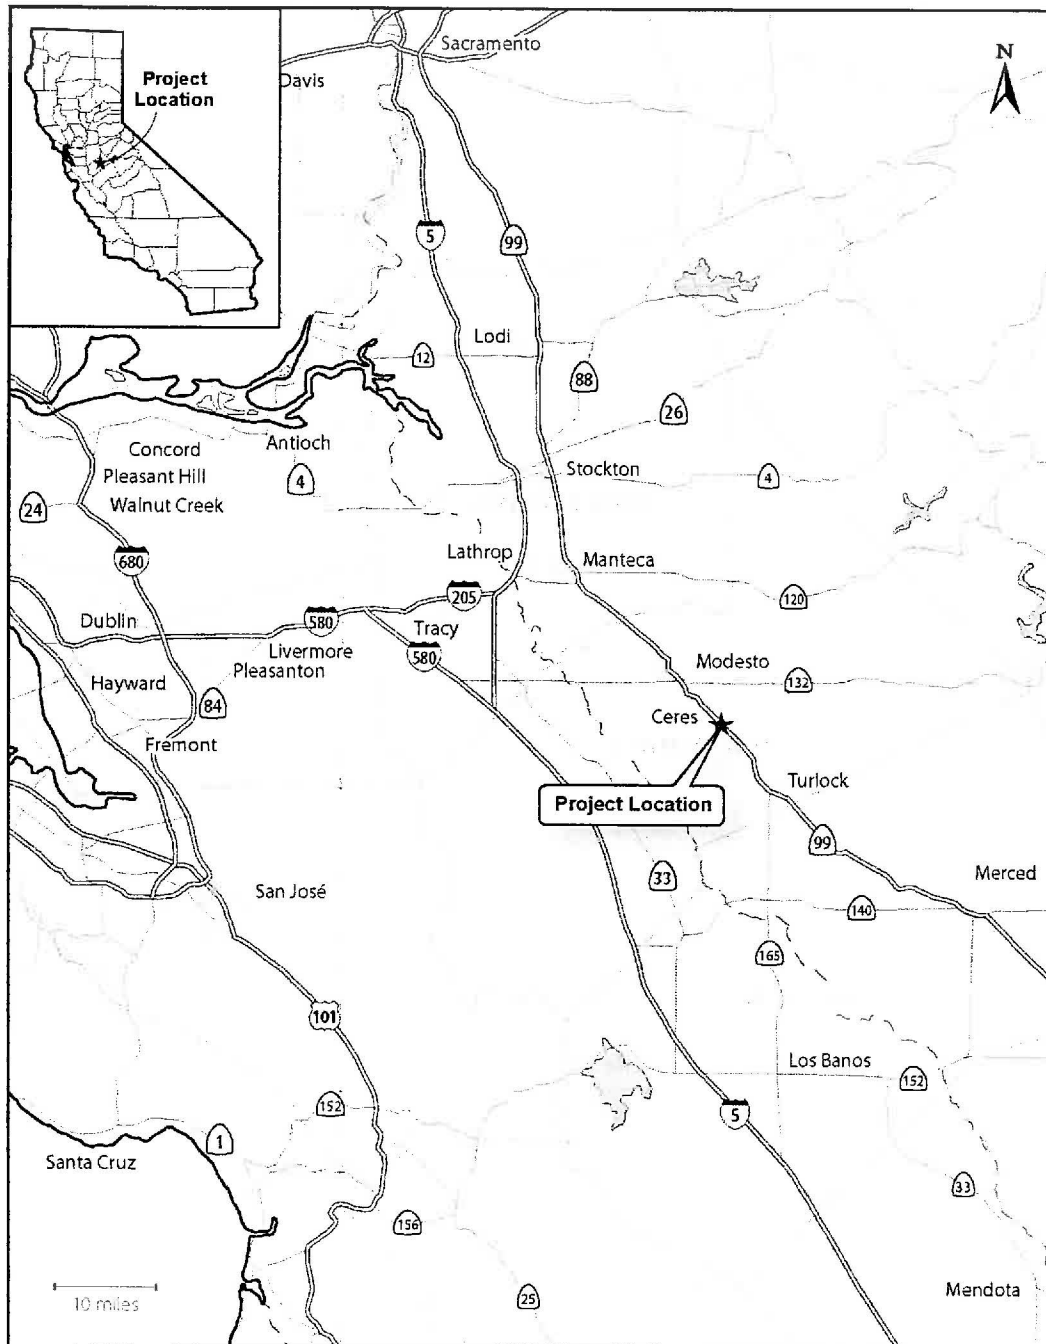 Sacramento
N
Project
Location
Davis
5
99
Lodi
12
88
26
Antioch
Concord
Pleasant Hill
Walnut Creek
24
4
Stockton
4
Lathrop
Manteca
680
205
120
Dublin
580
Tracy
Livermore
Pleasanton
580
Modesto
132
Hayward
84
Ceres
Fremont
Turlock
Project Location
99
33
Merced
San José
140
165
101
Los Banos
152
152
5
1
Santa Cruz
33
156
Mendota
10 miles
25